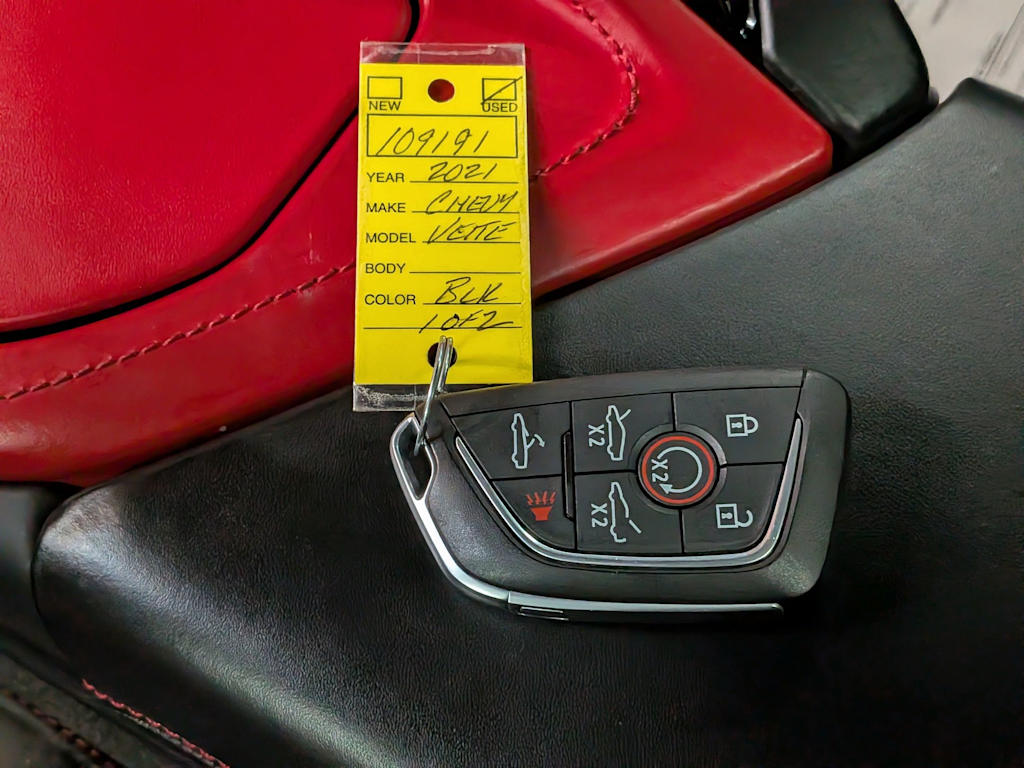 NEW USED
109191
YEAR 2021
MAKE CHEVY
MODEL VETTE
BODY
COLOR BLK
1 OF 2
X2
X2
X2